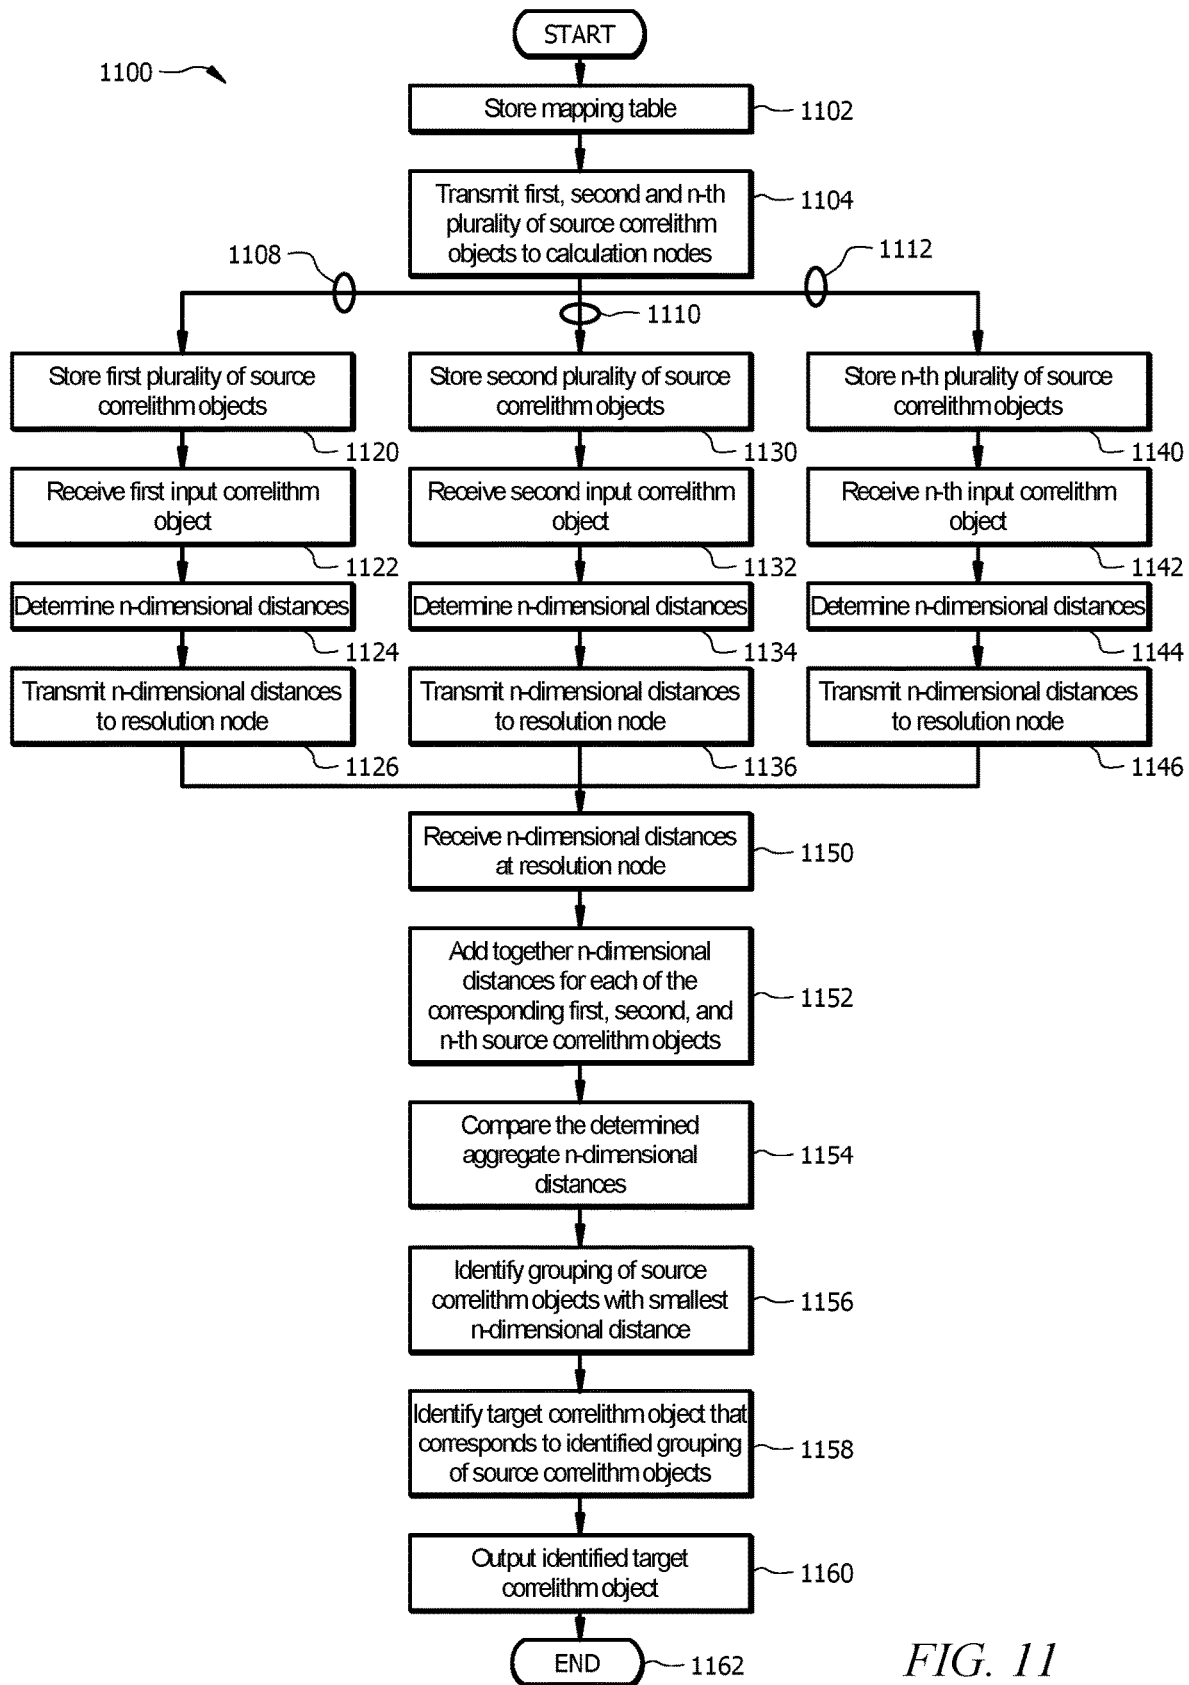 START
1100
Store mapping table
1102
Transmit first, second and n-th
plurality of source correlithm
objects to calculation nodes
1104
1108
1110
1112
Store first plurality of source
correlithm objects
1120
Receive first input correlithm
object
1122
Determine n-dimensional distances
1124
Transmit n-dimensional distances
to resolution node
1126
Store second plurality of source
correlithm objects
1130
Receive second input correlithm
object
1132
Determine n-dimensional distances
1134
Transmit n-dimensional distances
to resolution node
1136
Store n-th plurality of source
correlithm objects
1140
Receive n-th input correlithm
object
1142
Determine n-dimensional distances
1144
Transmit n-dimensional distances
to resolution node
1146
Receive n-dimensional distances
at resolution node
1150
Add together n-dimensional
distances for each of the
corresponding first, second, and
n-th source correlithm objects
1152
Compare the determined
aggregate n-dimensional
distances
1154
Identify grouping of source
correlithm objects with smallest
n-dimensional distance
1156
Identify target correlithm object that
corresponds to identified grouping
of source correlithm objects
1158
Output identified target
correlithm object
1160
END
1162
FIG. 11